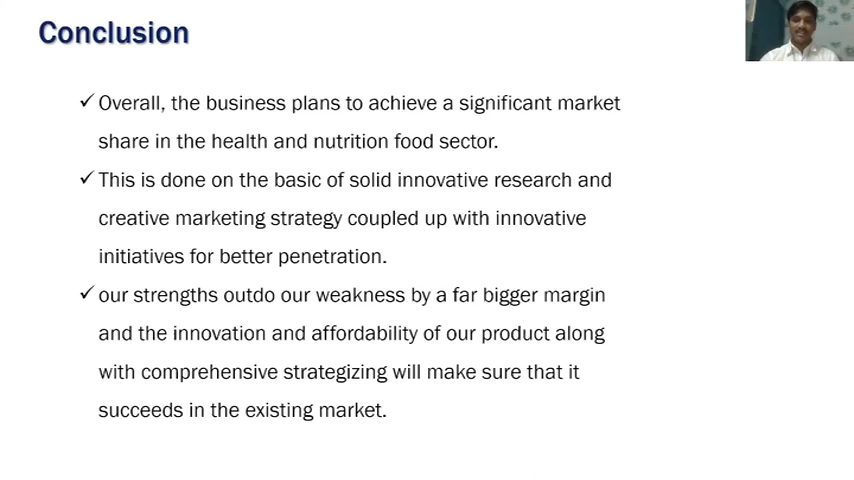 Conclusion
✓ Overall, the business plans to achieve a significant market
share in the health and nutrition food sector.
✓ This is done on the basic of solid innovative research and
creative marketing strategy coupled up with innovative
initiatives for better penetration.
✓ our strengths outdo our weakness by a far bigger margin
and the innovation and affordability of our product along
with comprehensive strategizing will make sure that it
succeeds in the existing market.